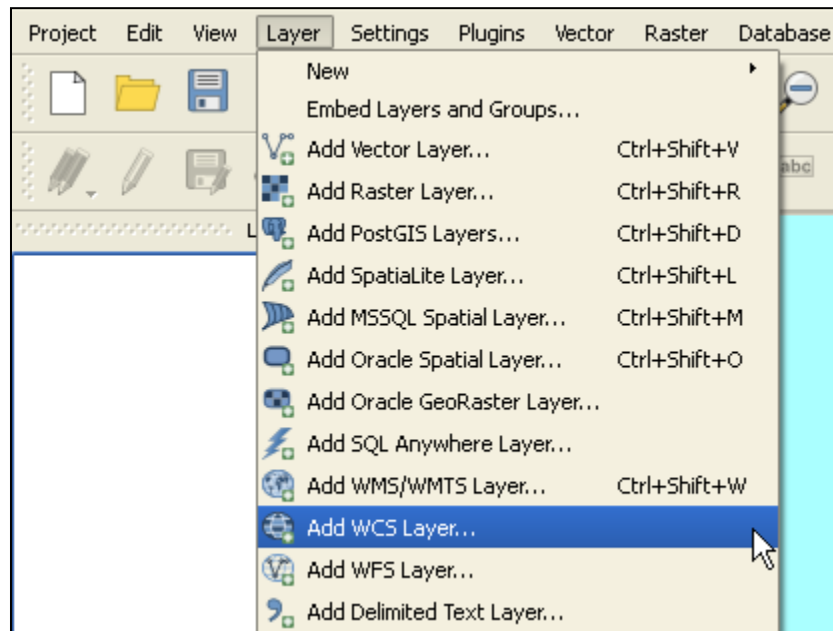 Project Edit View Layer Settings Plugins Vector Raster Database
New
Embed Layers and Groups...
Add Vector Layer... Ctrl+Shift+V
abc
Add Raster Layer... Ctrl+Shift+R
Add PostGIS Layers... Ctrl+Shift+D
Add SpatiaLite Layer... Ctrl+Shift+L
Add MSSQL Spatial Layer... Ctrl+Shift+M
Add Oracle Spatial Layer... Ctrl+Shift+O
Add Oracle GeoRaster Layer...
Add SQL Anywhere Layer...
Add WMS/WMTS Layer... Ctrl+Shift+W
Add WCS Layer...
Add WFS Layer...
Add Delimited Text Layer...